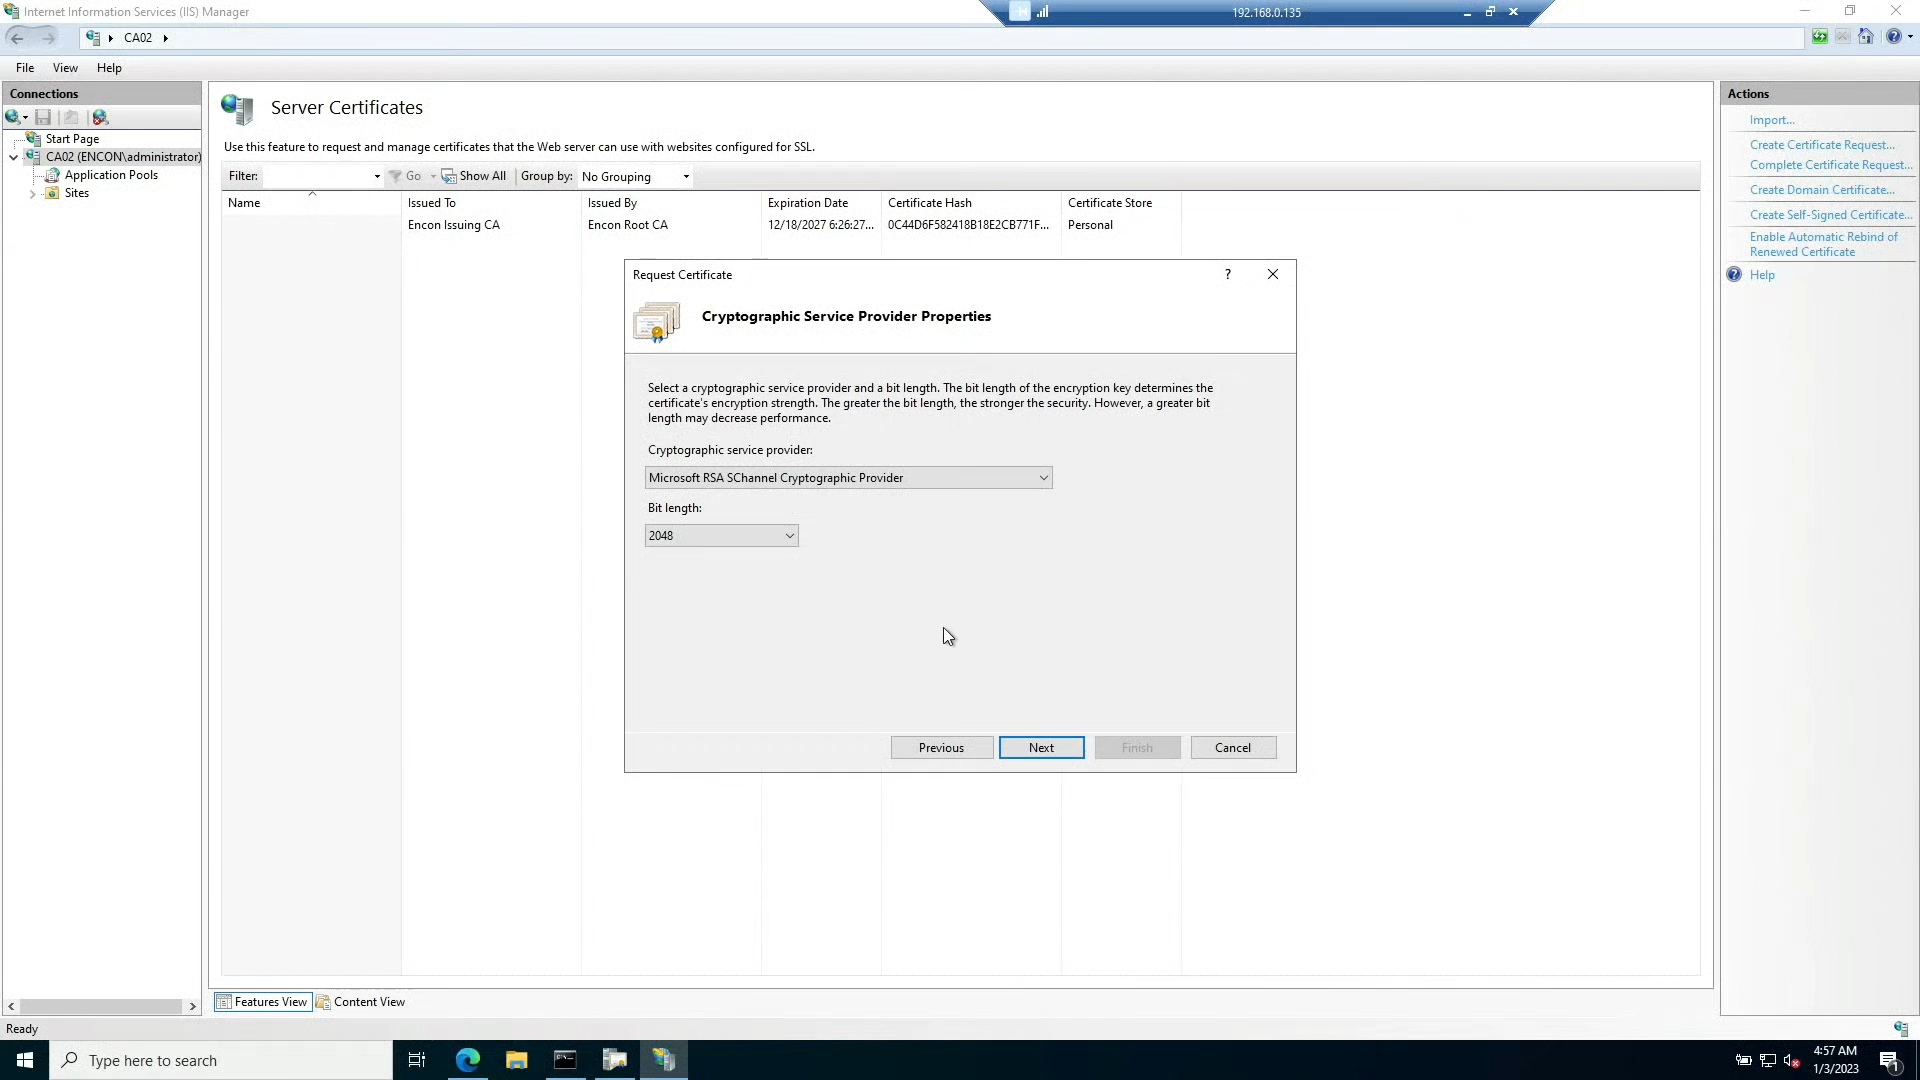 Internet Information Services (IIS) Manager
192.168.0.135
CA02
File View Help
Connections
Start Page
CA02 (ENCON\administrator)
Application Pools
Sites
Server Certificates
Use this feature to request and manage certificates that the Web server can use with websites configured for SSL.
Filter: Go Show All Group by: No Grouping
Name Issued To Issued By Expiration Date Certificate Hash Certificate Store
Encon Issuing CA Encon Root CA 12/18/2027 6:26:27... 0C44D6F582418B18E2CB771F... Personal
Request Certificate
?
Cryptographic Service Provider Properties
Select a cryptographic service provider and a bit length. The bit length of the encryption key determines the
certificate's encryption strength. The greater the bit length, the stronger the security. However, a greater bit
length may decrease performance.
Cryptographic service provider:
Microsoft RSA SChannel Cryptographic Provider
Bit length:
2048
Previous Next Finish Cancel
Actions
Import...
Create Certificate Request...
Complete Certificate Request...
Create Domain Certificate...
Create Self-Signed Certificate...
Enable Automatic Rebind of
Renewed Certificate
Help
Features View Content View
Ready
Type here to search
4:57 AM
1/3/2023
1